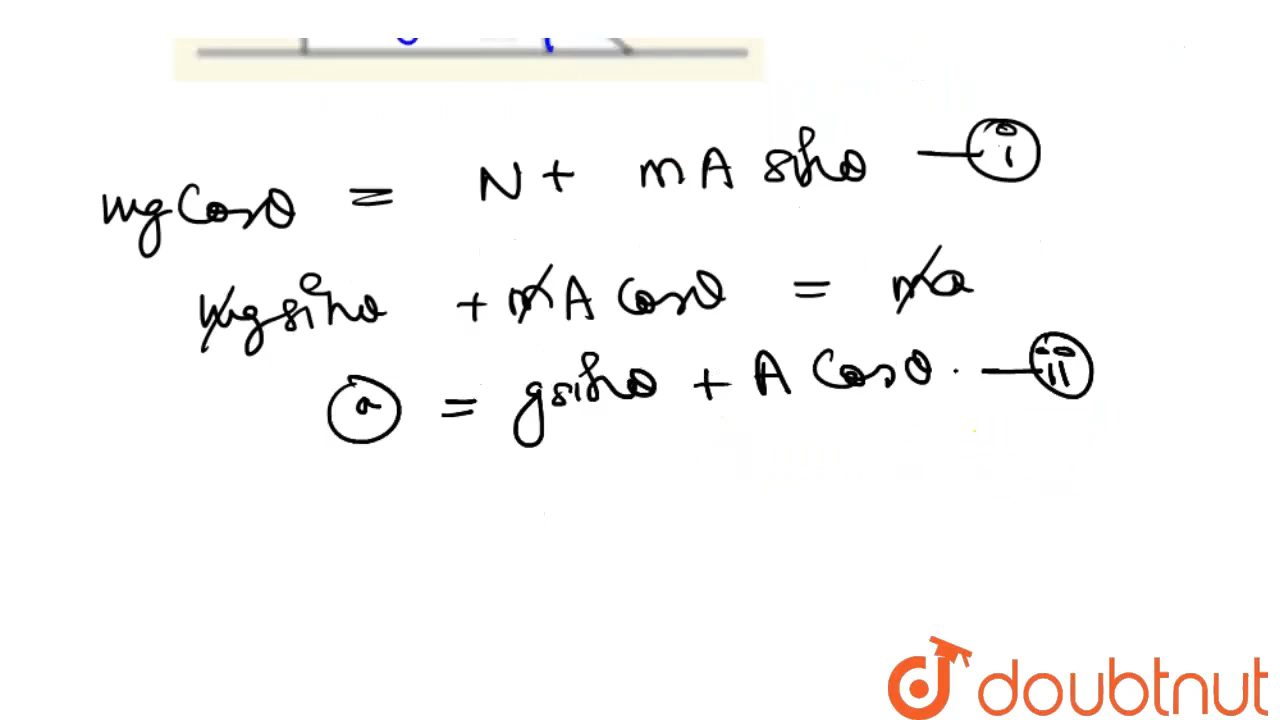 mg Cosθ = N + mA sinθ — i
mg sinθ + mA Cosθ = ma
a = g sinθ + A Cosθ. — ii
doubtnut